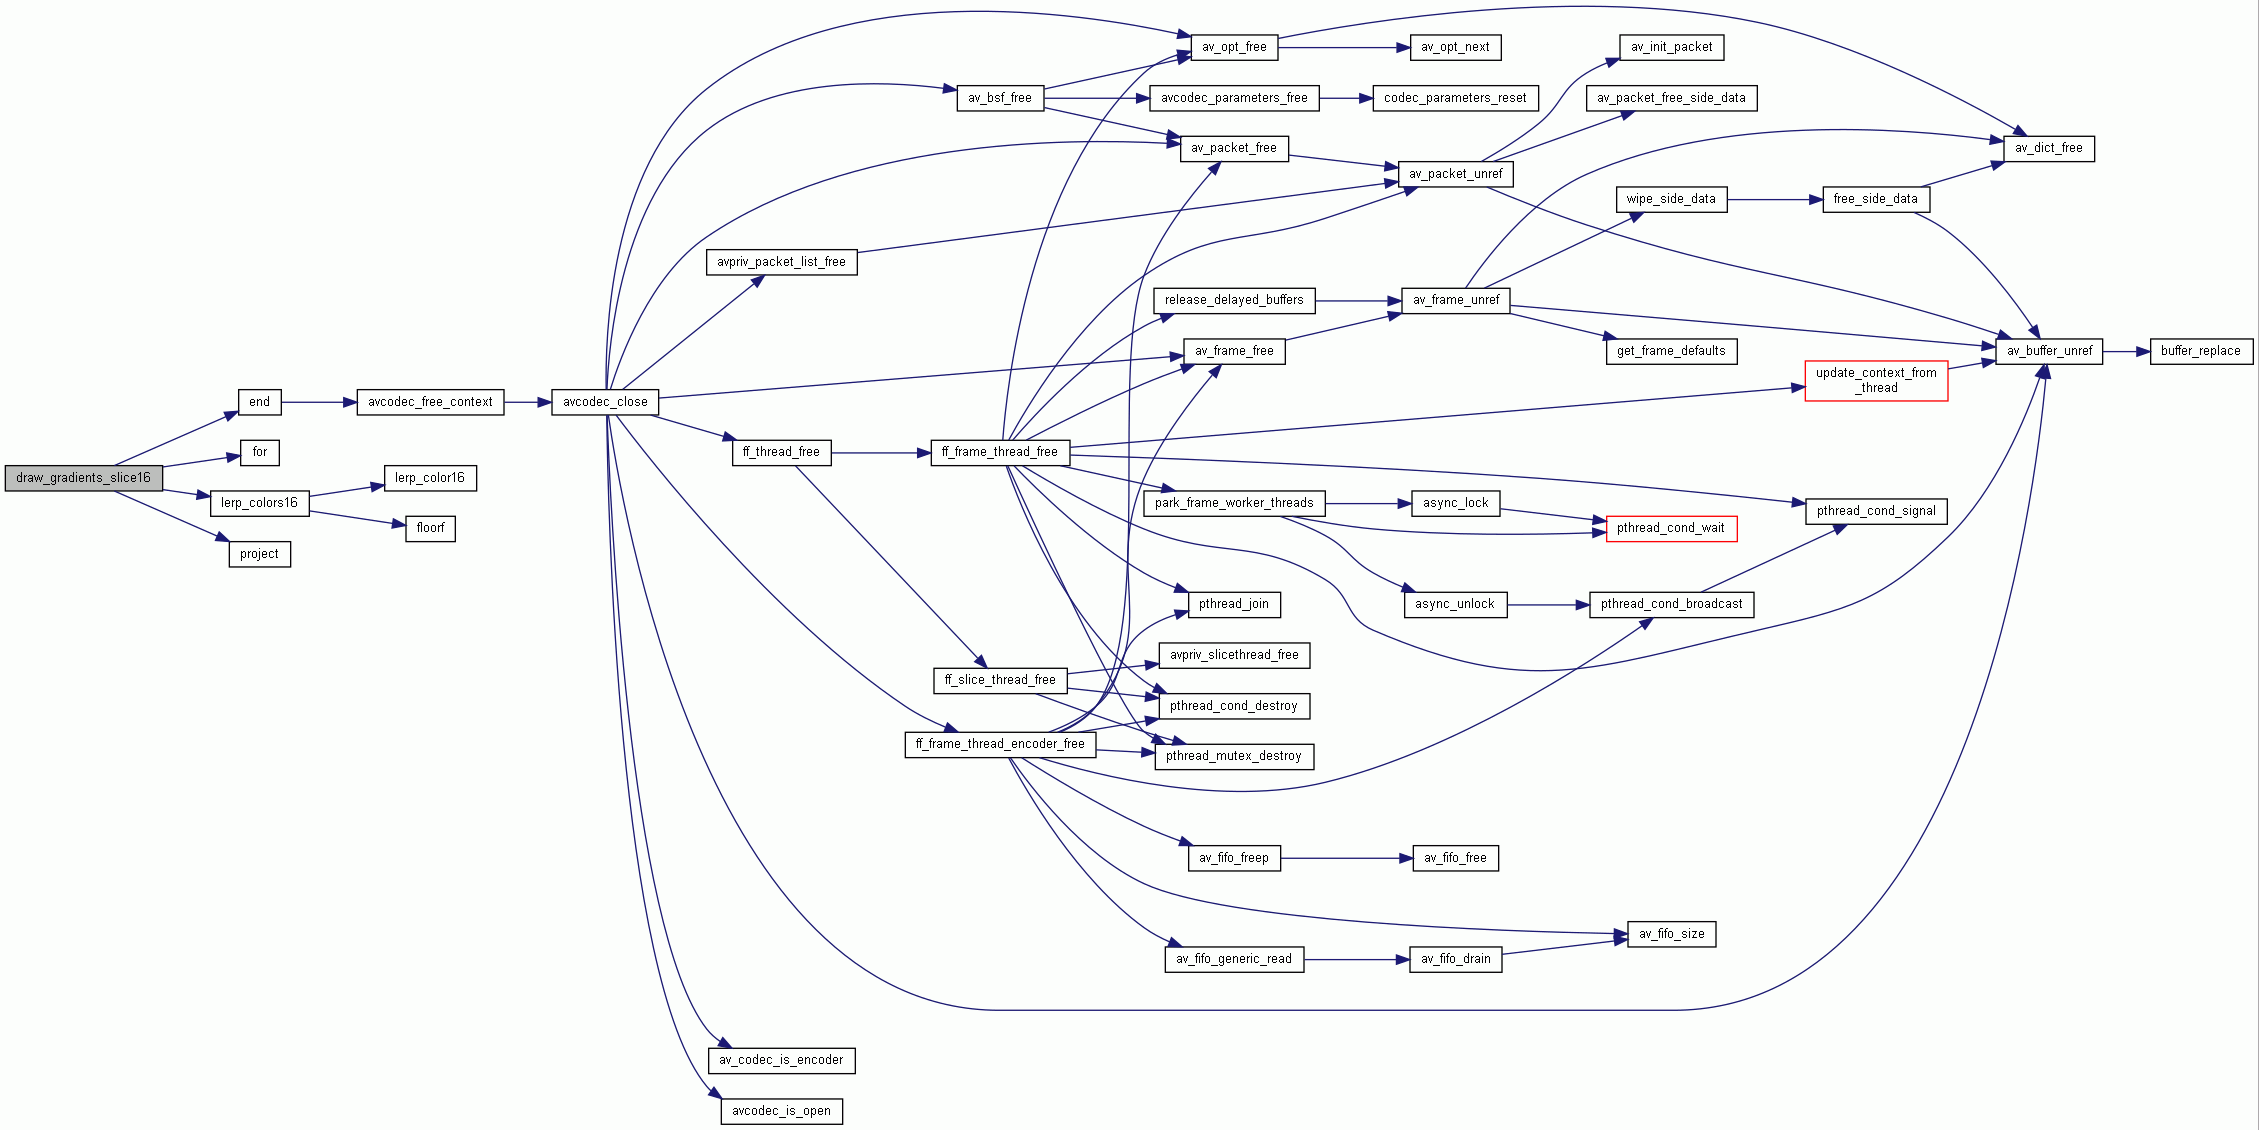 av_opt_free
av_opt_next
av_init_packet
av_bsf_free
avcodec_parameters_free
codec_parameters_reset
av_packet_free_side_data
av_packet_free
av_dict_free
av_packet_unref
wipe_side_data
free_side_data
avpriv_packet_list_free
release_delayed_buffers
av_frame_unref
av_frame_free
get_frame_defaults
av_buffer_unref
buffer_replace
update_context_from
_thread
end
avcodec_free_context
avcodec_close
for
ff_thread_free
ff_frame_thread_free
draw_gradients_slice16
lerp_color16
lerp_colors16
park_frame_worker_threads
async_lock
pthread_cond_signal
floorf
pthread_cond_wait
project
pthread_join
async_unlock
pthread_cond_broadcast
avpriv_slicethread_free
ff_slice_thread_free
pthread_cond_destroy
ff_frame_thread_encoder_free
pthread_mutex_destroy
av_fifo_freep
av_fifo_free
av_fifo_size
av_fifo_generic_read
av_fifo_drain
av_codec_is_encoder
avcodec_is_open